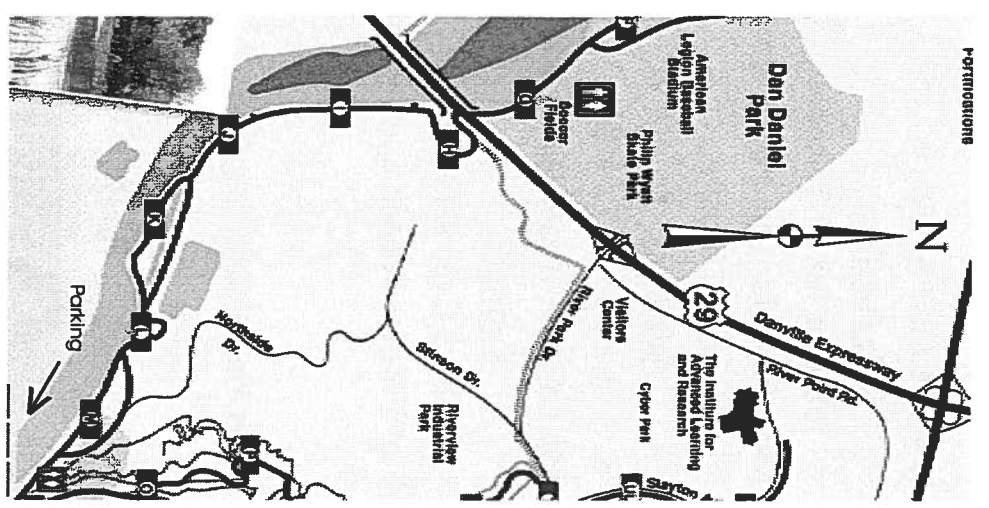 Dan Daniel
Park
American
Legion Baseball
Stadium
Soccer
Fields
Philip Wyatt
Skate Park
N
29
Danville Expressway
River Point Rd.
Visitors
Center
River Park Dr.
The Institute for
Advanced Learning
and Research
Cyber Park
Stinson Dr.
Riverview
Industrial
Park
Northside
Dr.
Parking
Slayton
H
I
J
K
L
M